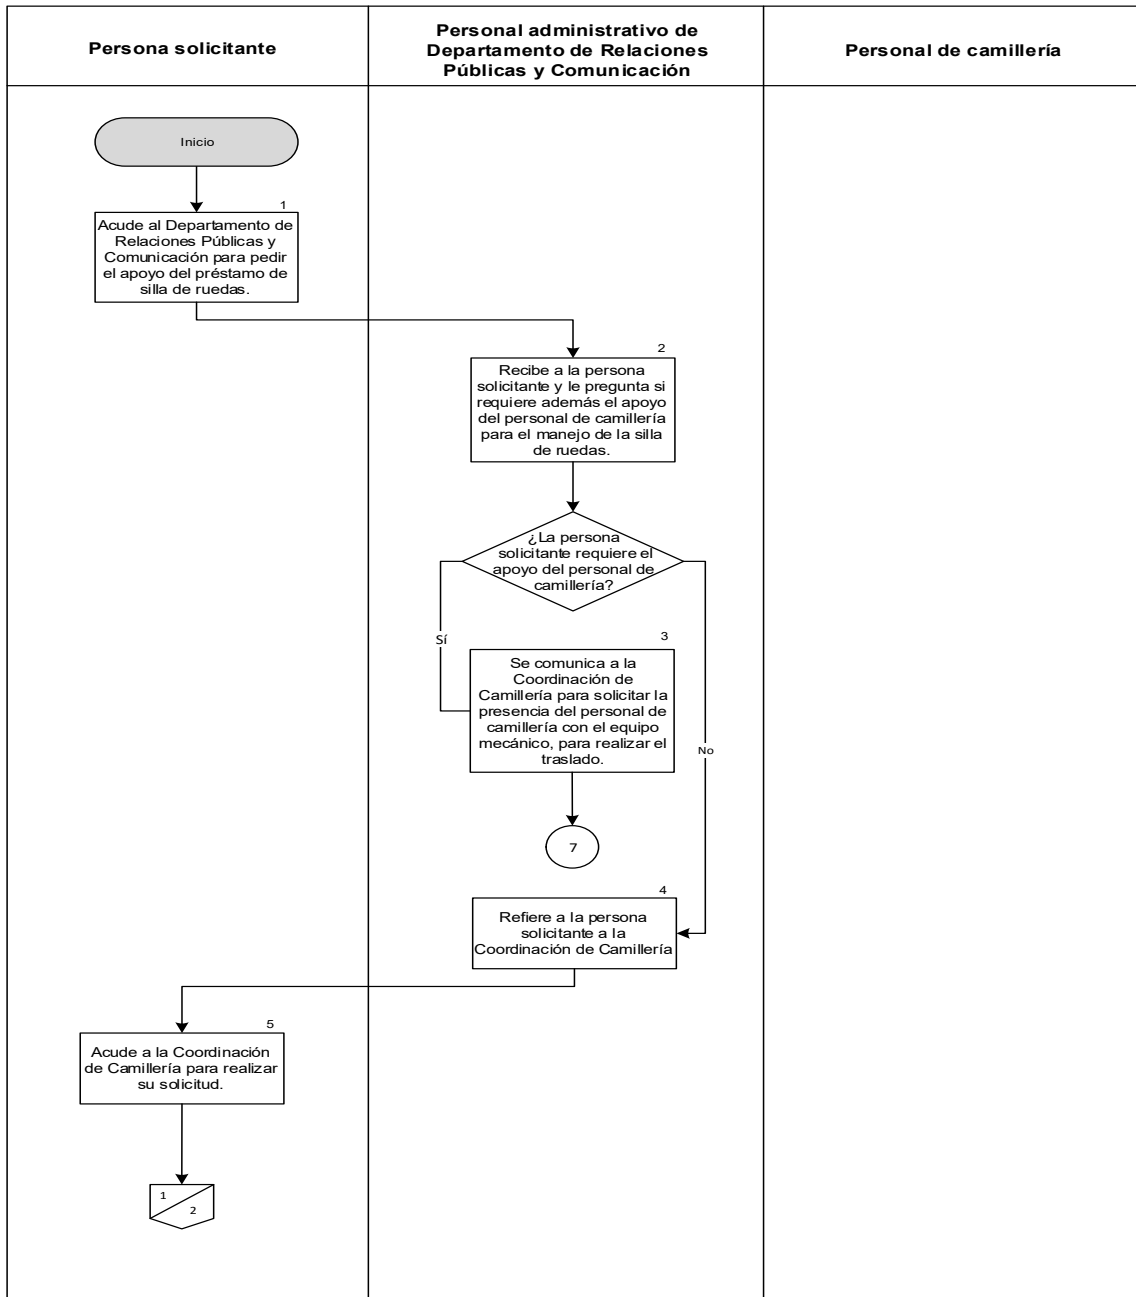 Persona solicitante
Personal administrativo de
Departamento de Relaciones
Públicas y Comunicación
Personal de camillería
Inicio
1
Acude al Departamento de
Relaciones Públicas y
Comunicación para pedir
el apoyo del préstamo de
silla de ruedas.
2
Recibe a la persona
solicitante y le pregunta si
requiere además el apoyo
del personal de camillería
para el manejo de la silla
de ruedas.
¿La persona
solicitante requiere el
apoyo del personal de
camillería?
Sí
3
Se comunica a la
Coordinación de
Camillería para solicitar la
presencia del personal de
camillería con el equipo
mecánico, para realizar el
traslado.
No
7
4
Refiere a la persona
solicitante a la
Coordinación de Camillería
5
Acude a la Coordinación
de Camillería para realizar
su solicitud.
1
2